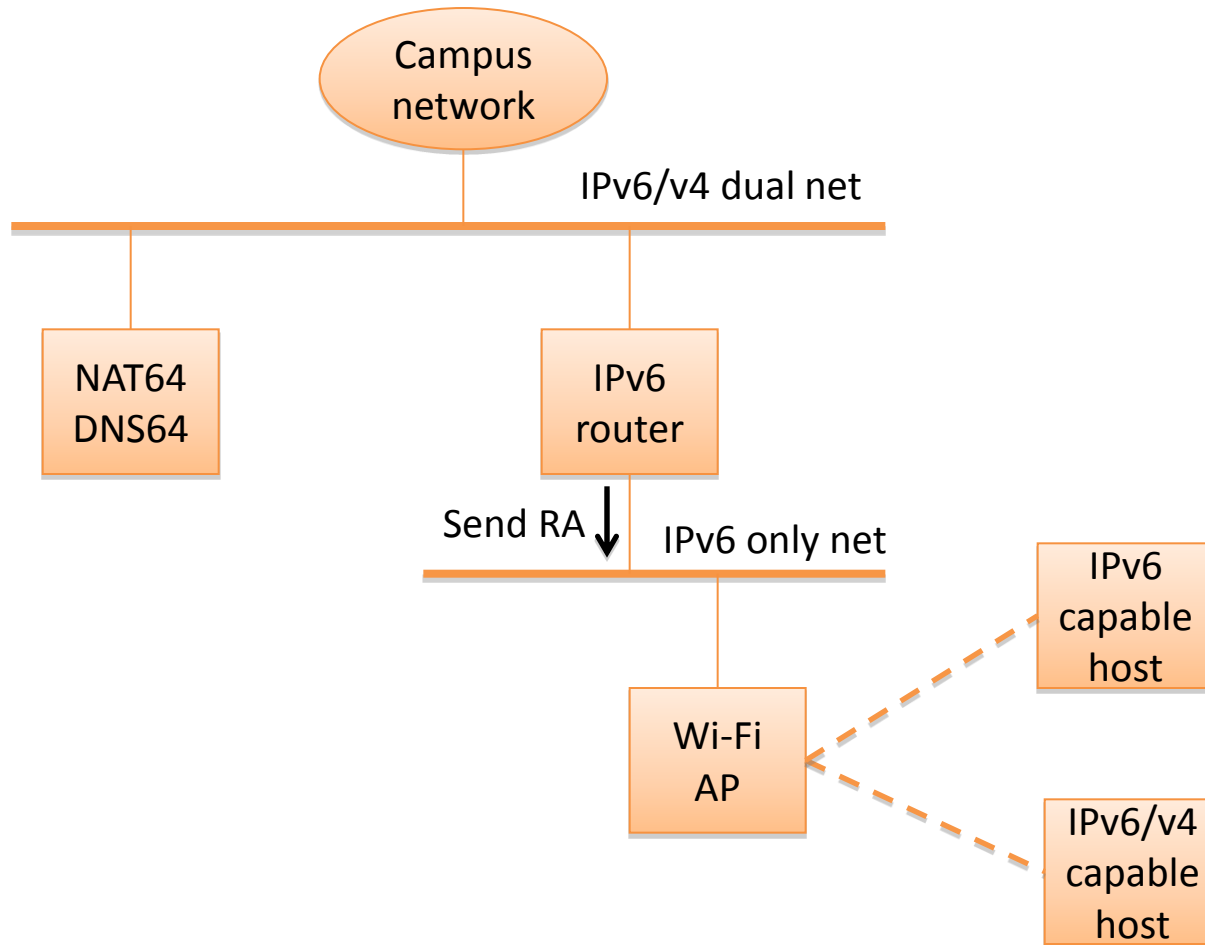 Campus
network
IPv6/v4 dual net
NAT64
DNS64
IPv6
router
Send RA
IPv6 only net
IPv6
capable
host
Wi-Fi
AP
IPv6/v4
capable
host